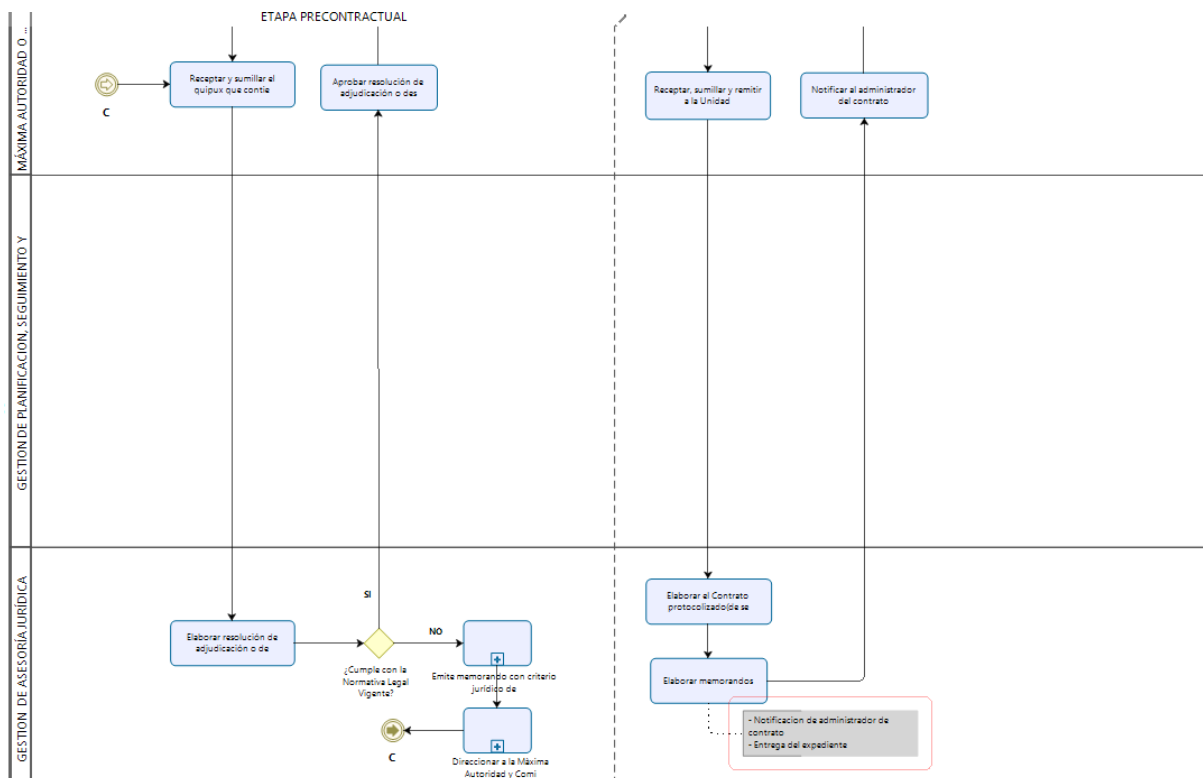 ETAPA PRECONTRACTUAL
MÁXIMA AUTORIDAD O ...
Receptar y sumillar el
quipux que contie
C
Aprobar resolución de
adjudicación o des
Receptar, sumillar y remitir
a la Unidad
Notificar al administrador
del contrato
GESTION DE PLANIFICACION, SEGUIMIENTO Y
GESTION DE ASESORÍA JURÍDICA
Elaborar resolución de
adjudicación o de
SI
NO
¿Cumple con la
Normativa Legal
Vigente?
Emite memorando con criterio
jurídico de
C
Direccionar a la Máxima
Autoridad y Comi
Elaborar el Contrato
protocolizado(de se
Elaborar memorandos
- Notificacion de administrador de
contrato
- Entrega del expediente